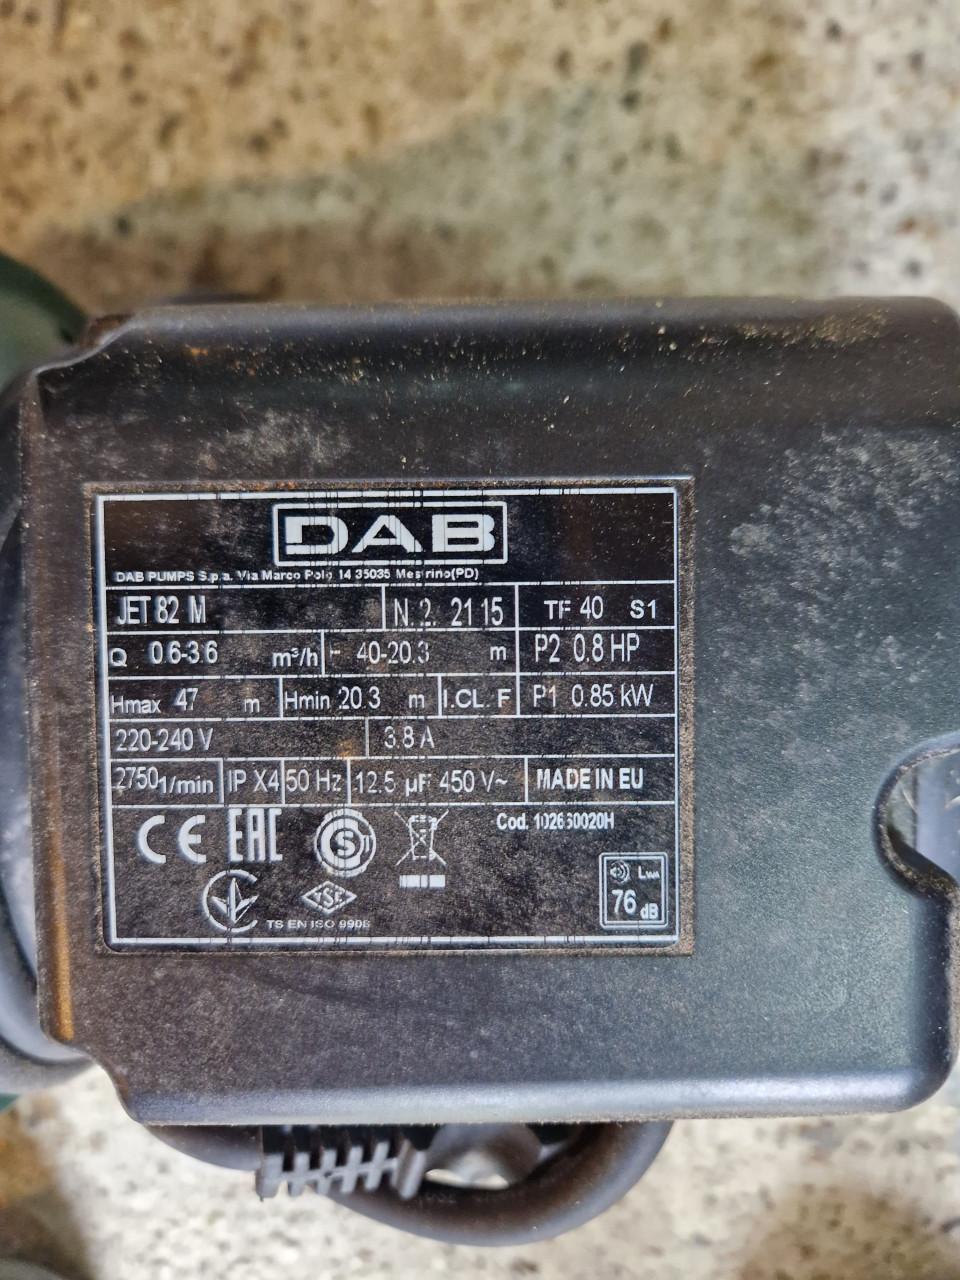 DAB
DAB PUMPS S.p.a. Via Marco Polo 14 35035 Mestrino(PD)
JET 82 M N. 2. 21 15 TF 40 S1
Q 0.6-3.6 m³/h 40-20.3 m P2 0.8 HP
Hmax 47 m Hmin 20.3 m I.CL. F P1 0.85 kW
220-240 V 3.8 A
2750 1/min IP X4 50 Hz 12.5 µF 450 V~ MADE IN EU
CE EAC S Cod.
LWA
76 dB
TSE
TS EN ISO 9906